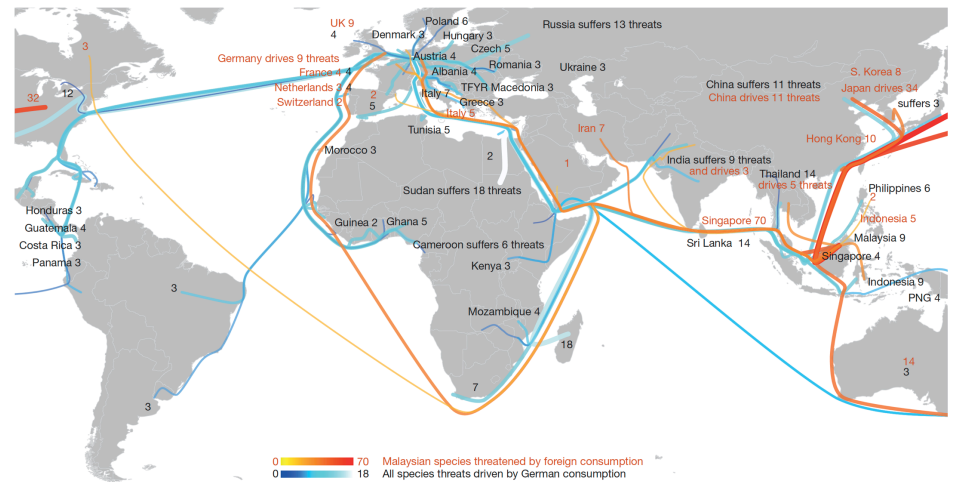 UK 9
4
Poland 6
Denmark 3
Hungary 3
Russia suffers 13 threats
3
Germany drives 9 threats
Austria 4
Czech 5
France 4 4
Albania 4
Romania 3
Ukraine 3
S. Korea 8
Netherlands 3 4
TFYR Macedonia 3
China suffers 11 threats
Japan drives 34
32
12
Switzerland 2
2
5
Italy 7
Greece 3
China drives 11 threats
suffers 3
Italy 5
Tunisia 5
Iran 7
Hong Kong 10
Morocco 3
2
1
India suffers 9 threats
and drives 3
Thailand 14
drives 5 threats
Sudan suffers 18 threats
Philippines 6
2
Honduras 3
Guinea 2
Ghana 5
Singapore 70
Indonesia 5
Guatemala 4
Costa Rica 3
Cameroon suffers 6 threats
Sri Lanka 14
Malaysia 9
Panama 3
Kenya 3
Singapore 4
3
Indonesia 9
PNG 4
Mozambique 4
18
14
3
7
3
0 70 Malaysian species threatened by foreign consumption
0 18 All species threats driven by German consumption